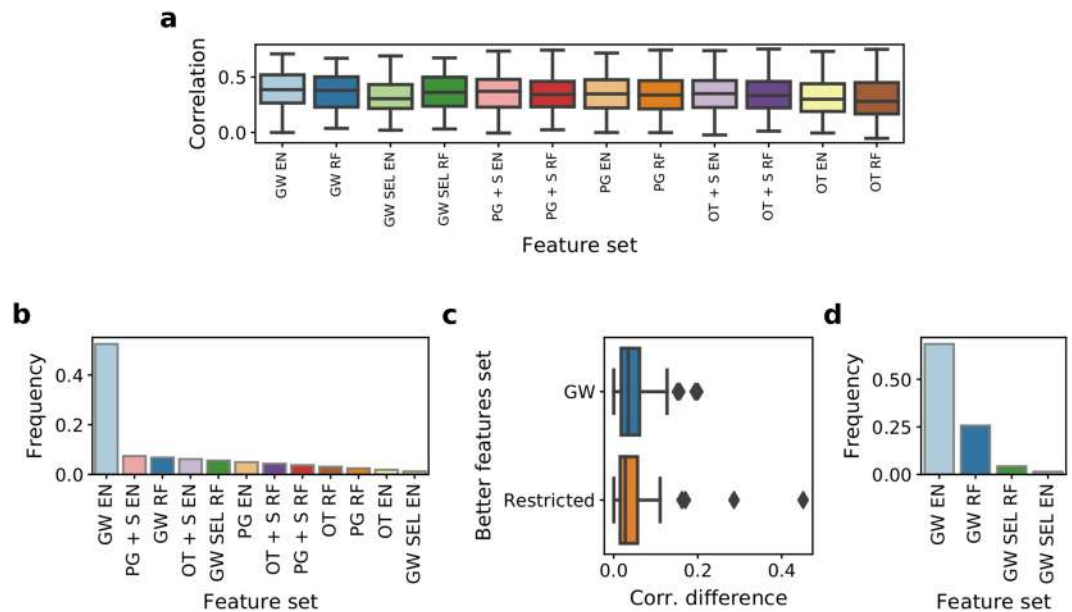 a
Correlation
0.5
0.0
GW EN
GW RF
GW SEL EN
GW SEL RF
PG + S EN
PG + S RF
PG EN
PG RF
OT + S EN
OT + S RF
OT EN
OT RF
Feature set
b
Frequency
0.4
0.2
0.0
GW EN
PG + S EN
GW RF
OT + S EN
GW SEL RF
PG EN
OT + S RF
PG + S RF
OT RF
PG RF
OT EN
GW SEL EN
Feature set
c
Better features set
GW
Restricted
0.0
0.2
0.4
Corr. difference
d
Frequency
0.50
0.25
0.00
GW EN
GW RF
GW SEL RF
GW SEL EN
Feature set